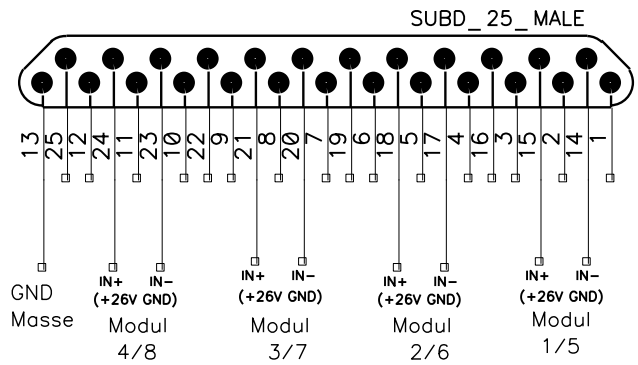 SUBD_25_MALE
13 25 12 24 11 23 10 22 9 21 8 20 7 19 6 18 5 17 4 16 3 15 2 14 1
IN+ IN- IN+ IN- IN+ IN- IN+ IN-
(+26V GND) (+26V GND) (+26V GND) (+26V GND)
GND
Masse
Modul
4/8
Modul
3/7
Modul
2/6
Modul
1/5